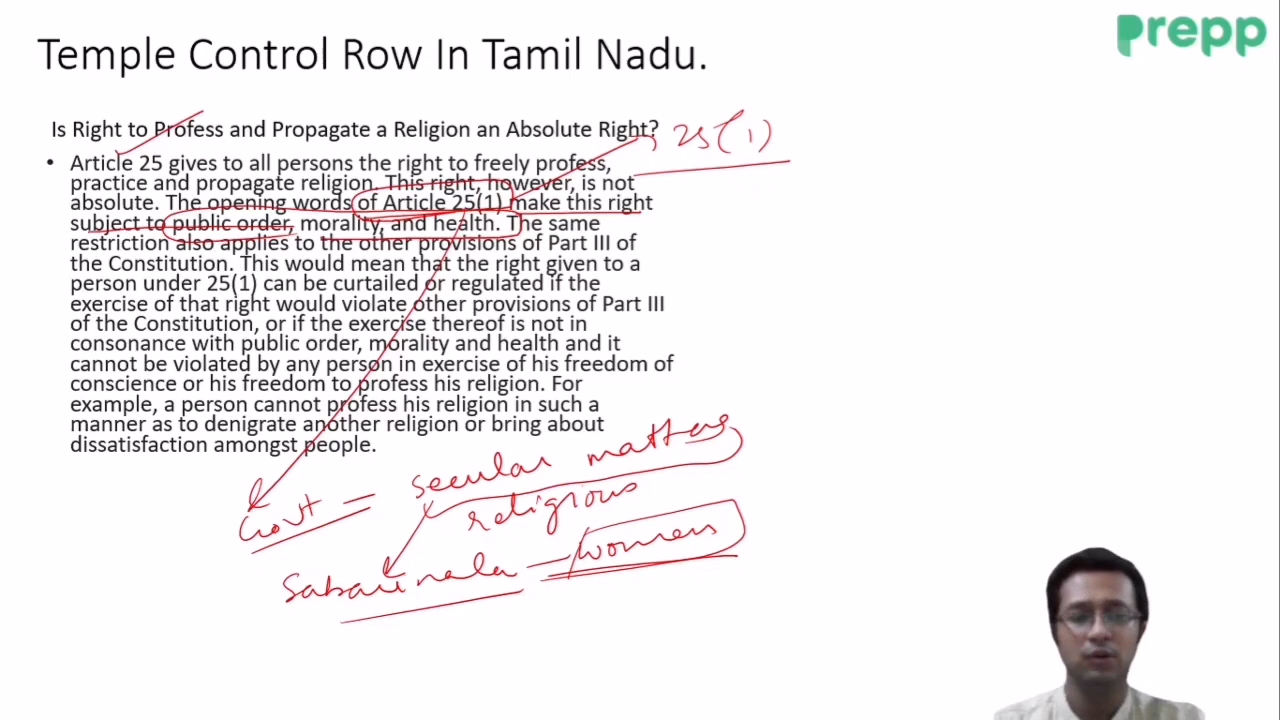 prepp
Temple Control Row In Tamil Nadu.
Is Right to Profess and Propagate a Religion an Absolute Right?
25(1)
• Article 25 gives to all persons the right to freely profess,
practice and propagate religion. This right, however, is not
absolute. The opening words of Article 25(1) make this right
subject to public order, morality, and health. The same
restriction also applies to the other provisions of Part III of
the Constitution. This would mean that the right given to a
person under 25(1) can be curtailed or regulated if the
exercise of that right would violate other provisions of Part III
of the Constitution, or if the exercise thereof is not in
consonance with public order, morality and health and it
cannot be violated by any person in exercise of his freedom of
conscience or his freedom to profess his religion. For
example, a person cannot profess his religion in such a
manner as to denigrate another religion or bring about
dissatisfaction amongst people.
Govt = secular matters
religious
Sabarimala - women